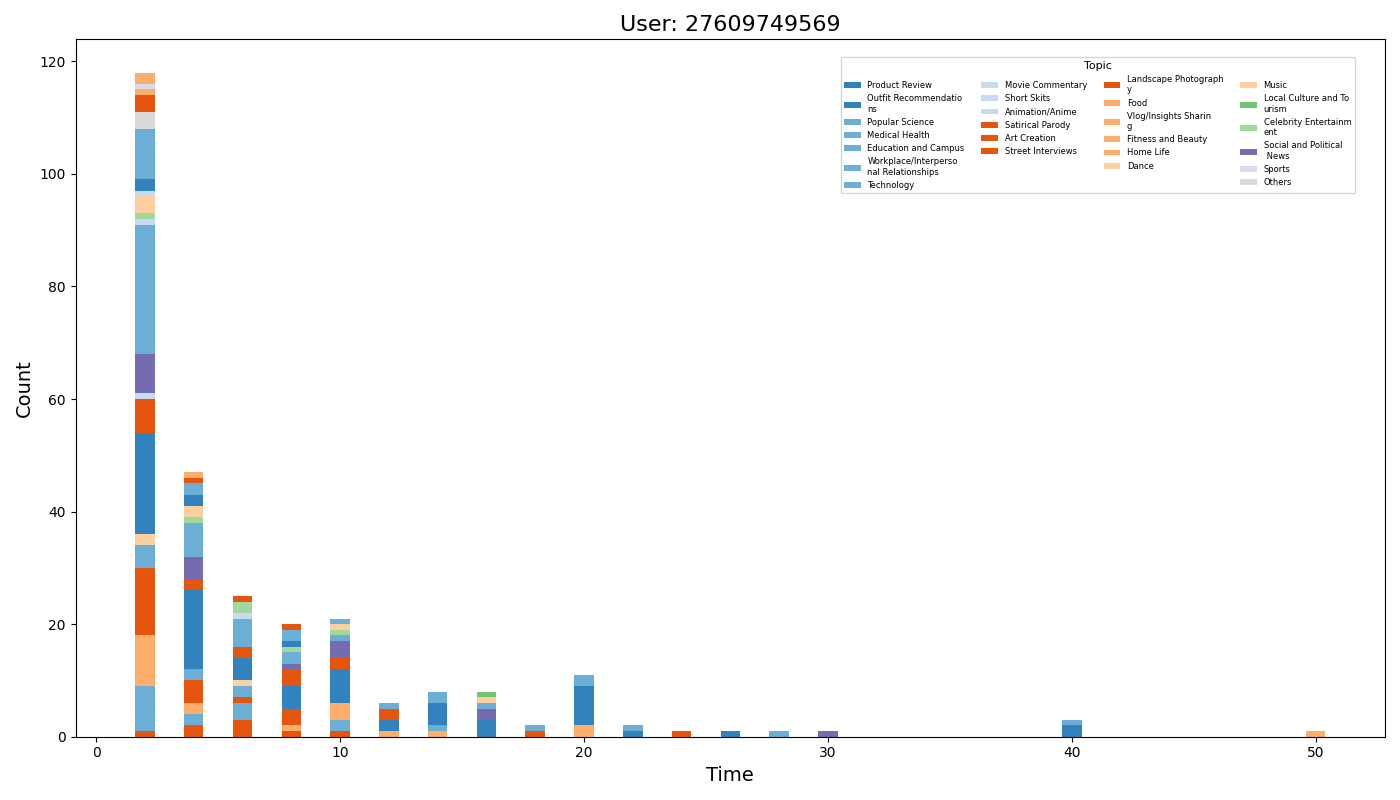 User: 27609749569
Topic
Product Review
Outfit Recommendatio
ns
Popular Science
Medical Health
Education and Campus
Workplace/Interperso
nal Relationships
Technology
Movie Commentary
Short Skits
Animation/Anime
Satirical Parody
Art Creation
Street Interviews
Landscape Photograph
y
Food
Vlog/Insights Sharin
g
Fitness and Beauty
Home Life
Dance
Music
Local Culture and To
urism
Celebrity Entertainm
ent
Social and Political
News
Sports
Others
120
100
80
60
40
20
0
Count
0 10 20 30 40 50
Time